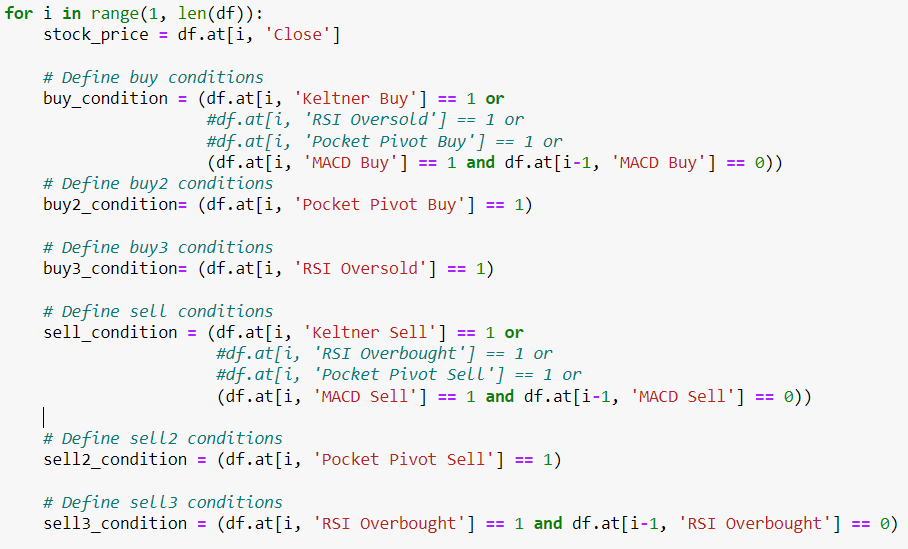 for i in range(1, len(df)):
    stock_price = df.at[i, 'Close']
    # Define buy conditions
    buy_condition = (df.at[i, 'Keltner Buy'] == 1 or
                     #df.at[i, 'RSI Oversold'] == 1 or
                     #df.at[i, 'Pocket Pivot Buy'] == 1 or
                     (df.at[i, 'MACD Buy'] == 1 and df.at[i-1, 'MACD Buy'] == 0))
    # Define buy2 conditions
    buy2_condition= (df.at[i, 'Pocket Pivot Buy'] == 1)
    # Define buy3 conditions
    buy3_condition= (df.at[i, 'RSI Oversold'] == 1)
    # Define sell conditions
    sell_condition = (df.at[i, 'Keltner Sell'] == 1 or
                      #df.at[i, 'RSI Overbought'] == 1 or
                      #df.at[i, 'Pocket Pivot Sell'] == 1 or
                      (df.at[i, 'MACD Sell'] == 1 and df.at[i-1, 'MACD Sell'] == 0))
    # Define sell2 conditions
    sell2_condition = (df.at[i, 'Pocket Pivot Sell'] == 1)
    # Define sell3 conditions
    sell3_condition = (df.at[i, 'RSI Overbought'] == 1 and df.at[i-1, 'RSI Overbought'] == 0)